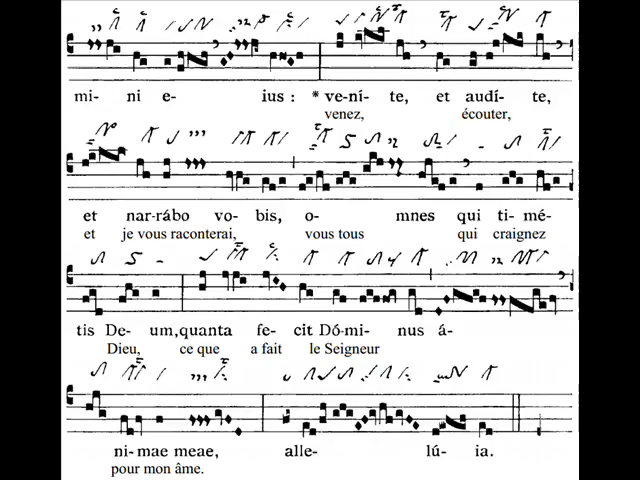 mi- ni e- ius : * ve-ní- te, et audí- te,
venez, écouter,
et nar-rábo vo- bis, o- mnes qui ti-mé-
et je vous raconterai, vous tous qui craignez
tis De- um,quanta fe- cit Dó-mi- nus á-
Dieu, ce que a fait le Seigneur
ni- mae meae, alle- lú- ia.
pour mon âme.